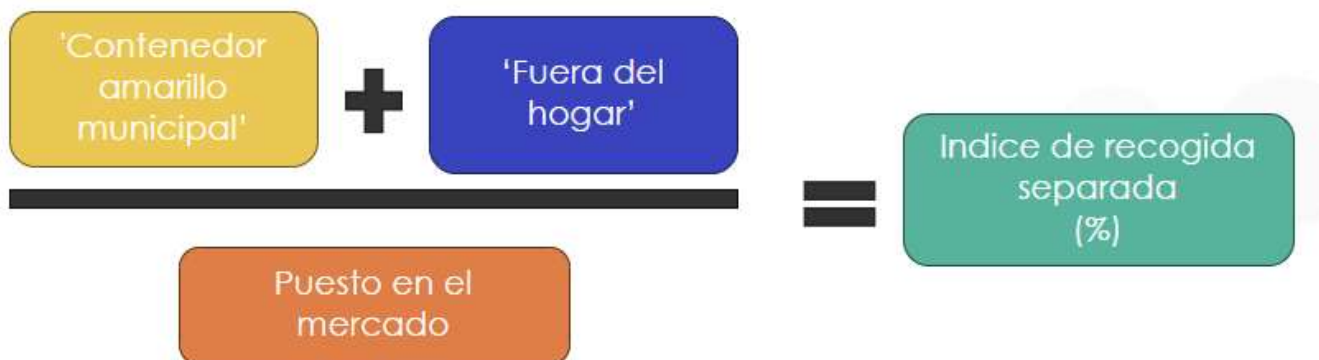 'Contenedor
amarillo
municipal'
‘Fuera del
hogar’
Puesto en el
mercado
Indice de recogida
separada
(%)